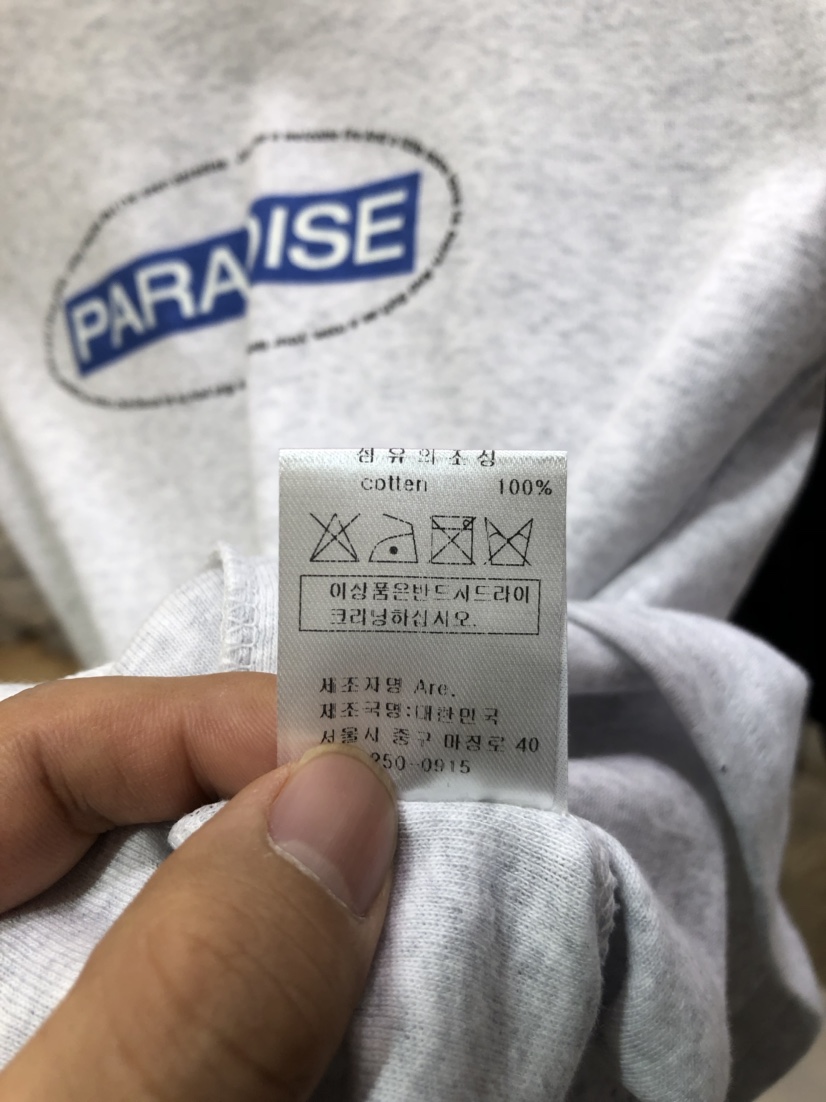 PARADISE
섬유의조성
cotten 100%
이상품은반드시드라이
크리닝하십시오.
제조자명 Are.
제조국명:대한민국
서울시 중구 마장로 40
250-0915